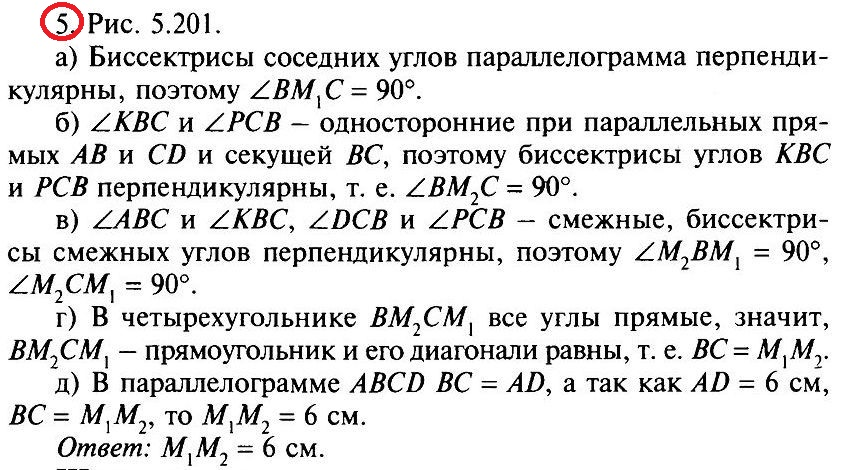 5. Рис. 5.201.
а) Биссектрисы соседних углов параллелограмма перпенди-
кулярны, поэтому ∠BM₁C = 90°.
б) ∠KBC и ∠PCB – односторонние при параллельных пря-
мых AB и CD и секущей BC, поэтому биссектрисы углов KBC
и PCB перпендикулярны, т. е. ∠BM₂C = 90°.
в) ∠ABC и ∠KBC, ∠DCB и ∠PCB – смежные, биссектри-
сы смежных углов перпендикулярны, поэтому ∠M₂BM₁ = 90°,
∠M₂CM₁ = 90°.
г) В четырехугольнике BM₂CM₁ все углы прямые, значит,
BM₂CM₁ – прямоугольник и его диагонали равны, т. е. BC = M₁M₂.
д) В параллелограмме ABCD BC = AD, а так как AD = 6 см,
BC = M₁M₂, то M₁M₂ = 6 см.
Ответ: M₁M₂ = 6 см.